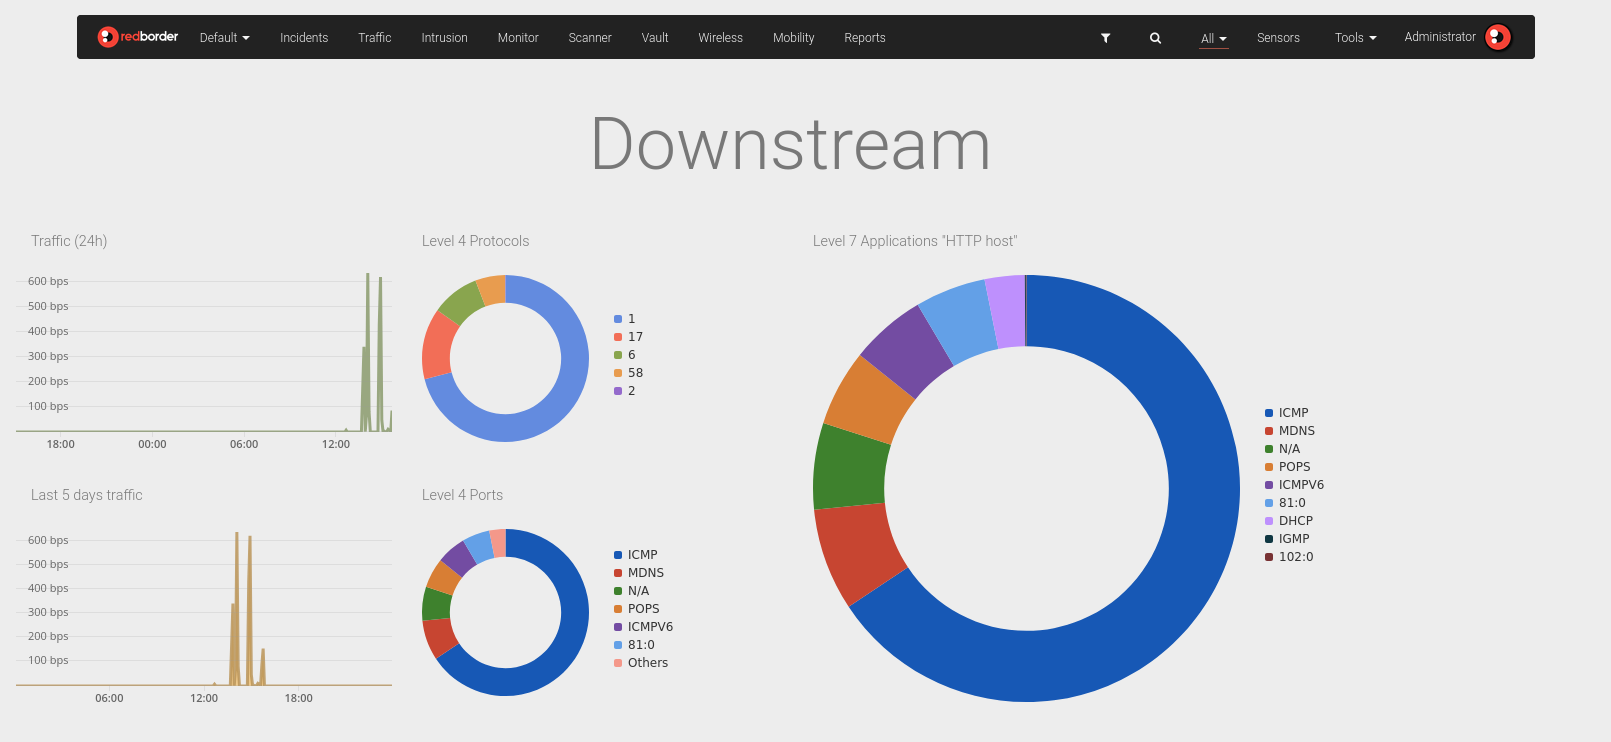 redborder Default Incidents Traffic Intrusion Monitor Scanner Vault Wireless Mobility Reports All Sensors Tools Administrator
Downstream
Traffic (24h)
600 bps
500 bps
400 bps
300 bps
200 bps
100 bps
18:00 00:00 06:00 12:00
Level 4 Protocols
1
17
6
58
2
Last 5 days traffic
600 bps
500 bps
400 bps
300 bps
200 bps
100 bps
06:00 12:00 18:00
Level 4 Ports
ICMP
MDNS
N/A
POPS
ICMPV6
81:0
Others
Level 7 Applications "HTTP host"
ICMP
MDNS
N/A
POPS
ICMPV6
81:0
DHCP
IGMP
102:0